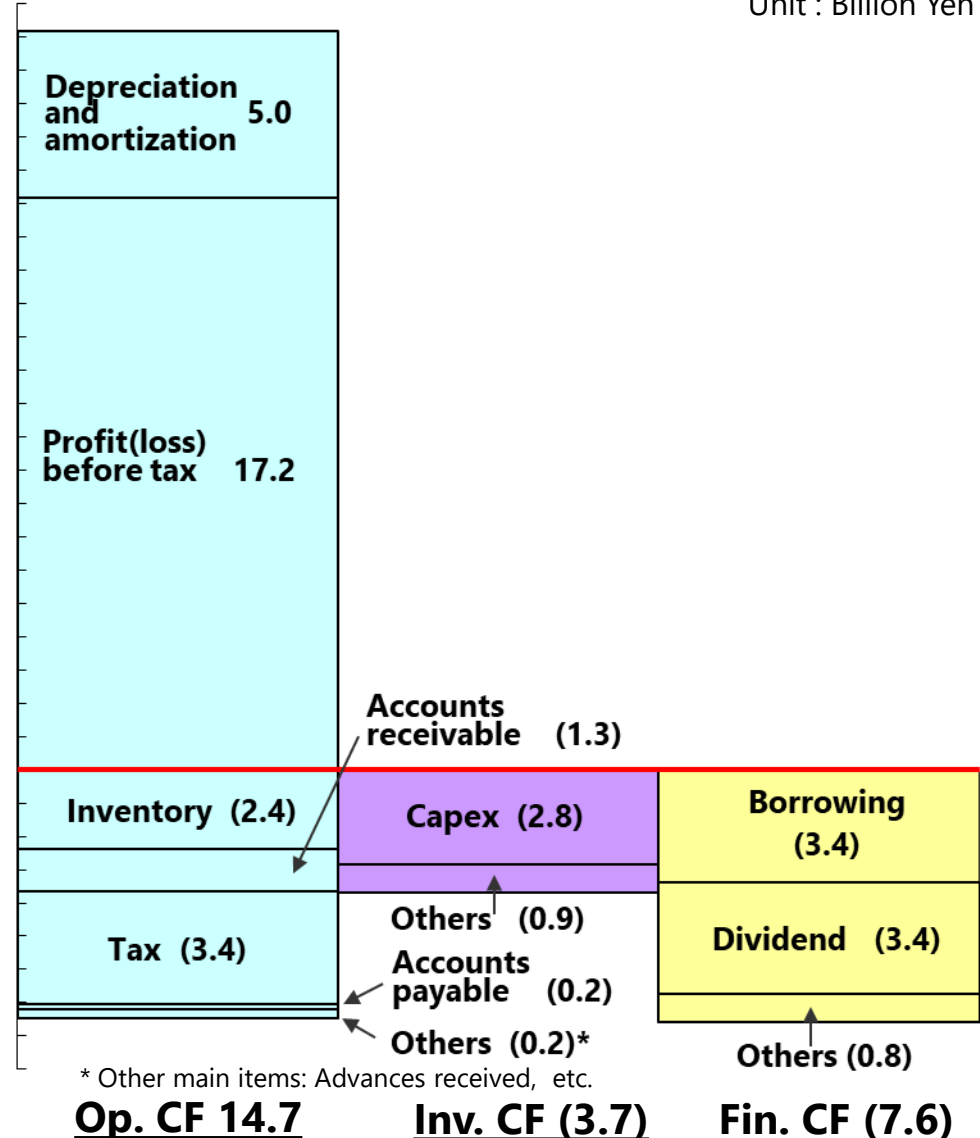 Unit : Billion Yen
Depreciation
and 5.0
amortization
Profit(loss)
before tax 17.2
Accounts
receivable (1.3)
Inventory (2.4)
Capex (2.8)
Borrowing
(3.4)
Others (0.9)
Tax (3.4)
Dividend (3.4)
Accounts
payable (0.2)
Others (0.2)*
Others (0.8)
* Other main items: Advances received, etc.
Op. CF 14.7
Inv. CF (3.7)
Fin. CF (7.6)